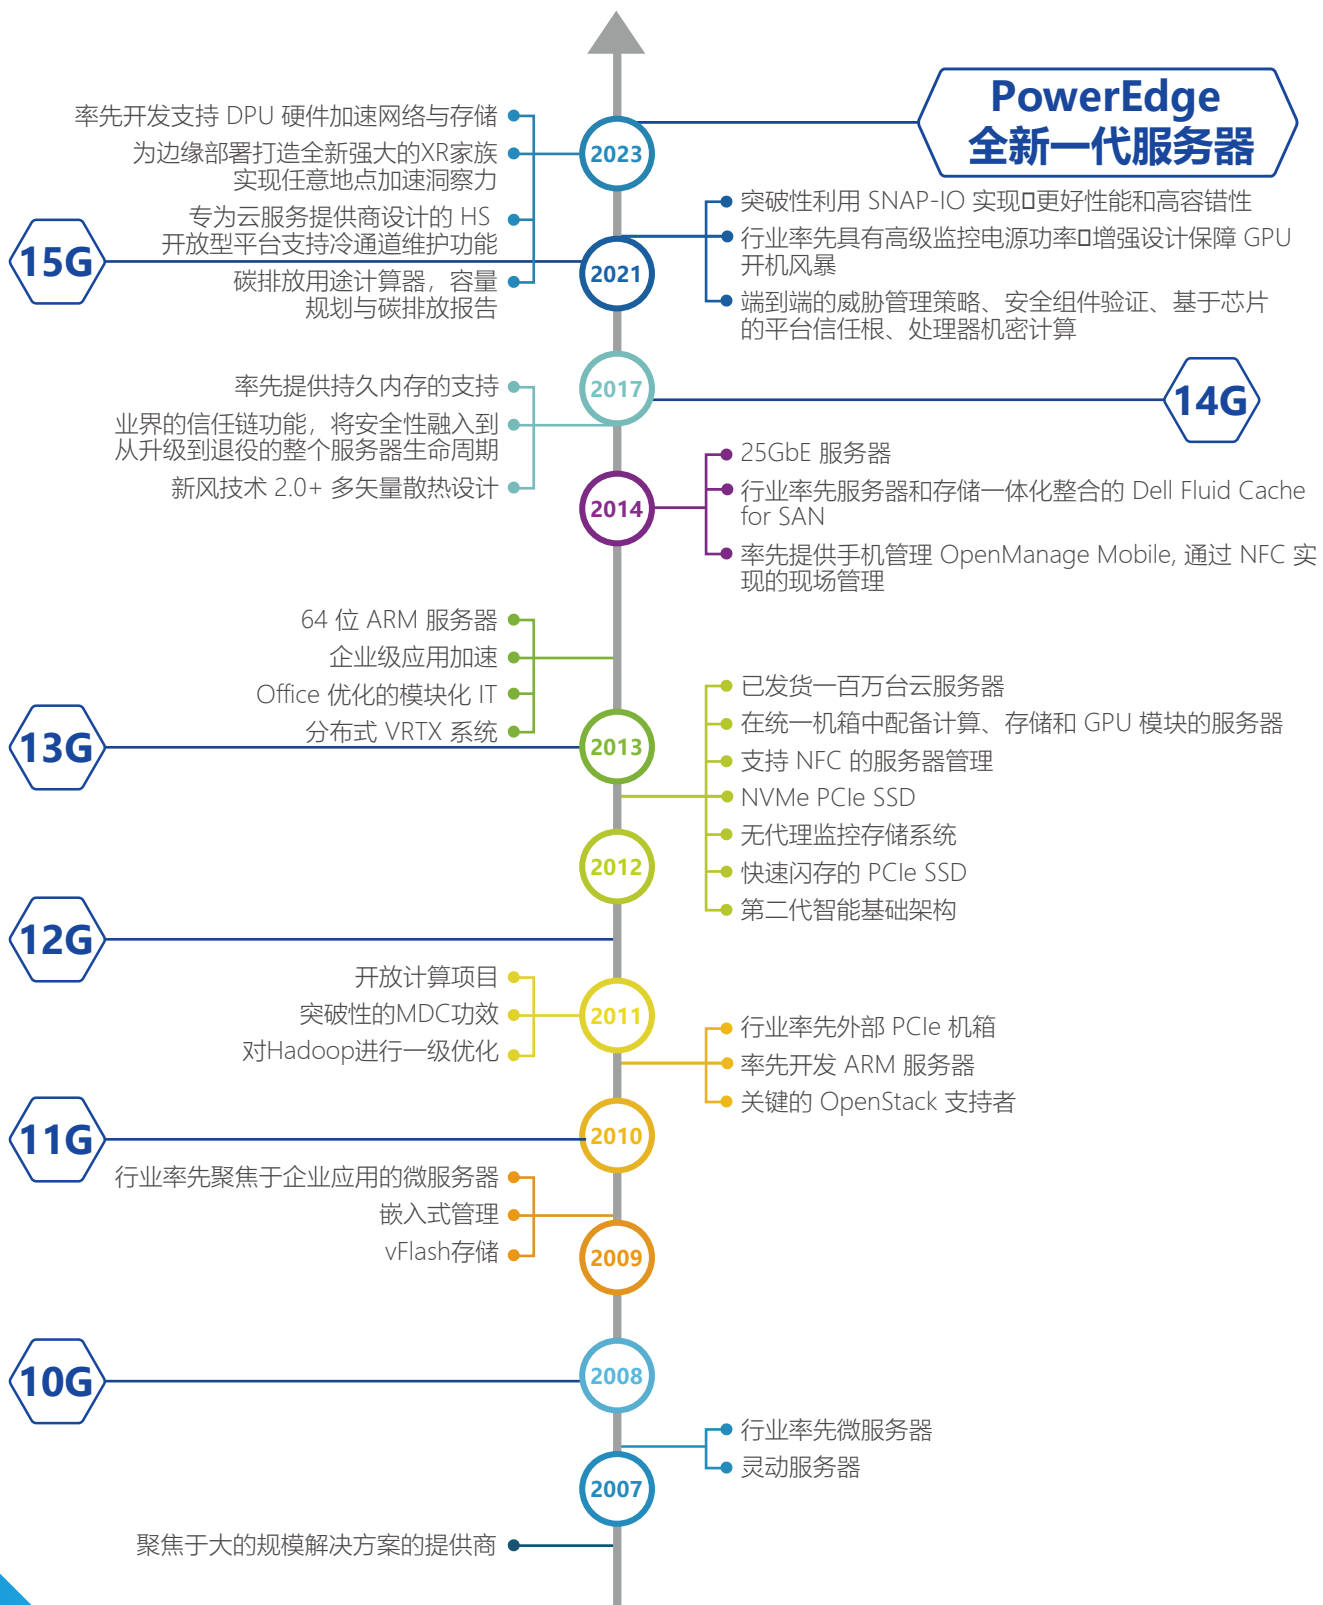 PowerEdge
全新一代服务器
率先开发支持 DPU 硬件加速网络与存储
为边缘部署打造全新强大的XR家族
实现任意地点加速洞察力
专为云服务提供商设计的 HS
开放型平台支持冷通道维护功能
碳排放用途计算器，容量
规划与碳排放报告
2023
15G
2021
突破性利用 SNAP-IO 实现更好性能和高容错性
行业率先具有高级监控电源功率增强设计保障 GPU
开机风暴
端到端的威胁管理策略、安全组件验证、基于芯片
的平台信任根、处理器机密计算
2017
14G
率先提供持久内存的支持
业界的信任链功能，将安全性融入到
从升级到退役的整个服务器生命周期
新风技术 2.0+ 多矢量散热设计
2014
25GbE 服务器
行业率先服务器和存储一体化整合的 Dell Fluid Cache
for SAN
率先提供手机管理 OpenManage Mobile, 通过 NFC 实
现的现场管理
64 位 ARM 服务器
企业级应用加速
Office 优化的模块化 IT
分布式 VRTX 系统
13G
2013
已发货一百万台云服务器
在统一机箱中配备计算、存储和 GPU 模块的服务器
支持 NFC 的服务器管理
NVMe PCIe SSD
无代理监控存储系统
快速闪存的 PCIe SSD
第二代智能基础架构
2012
12G
开放计算项目
突破性的MDC功效
对Hadoop进行一级优化
2011
行业率先外部 PCIe 机箱
率先开发 ARM 服务器
关键的 OpenStack 支持者
11G
2010
行业率先聚焦于企业应用的微服务器
嵌入式管理
vFlash存储
2009
10G
2008
行业率先微服务器
灵动服务器
2007
聚焦于大的规模解决方案的提供商